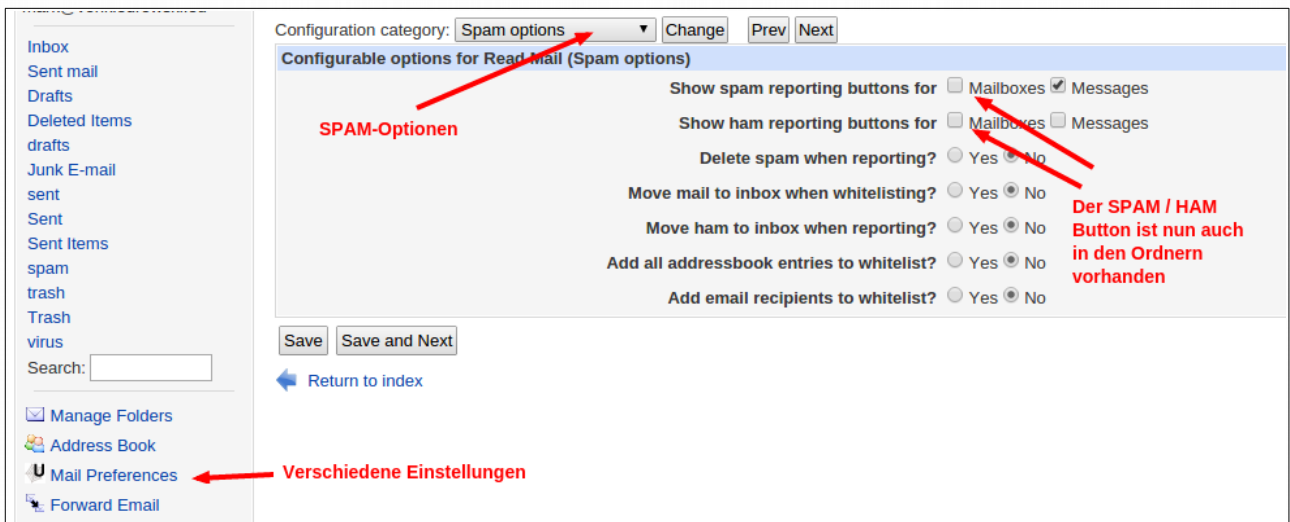 Configuration category: Spam options Change Prev Next
Inbox
Sent mail
Drafts
Deleted Items
drafts
Junk E-mail
sent
Sent
Sent Items
spam
trash
Trash
virus
Search:
Manage Folders
Address Book
Mail Preferences
Forward Email
Configurable options for Read Mail (Spam options)
Show spam reporting buttons for Mailboxes Messages
Show ham reporting buttons for Mailboxes Messages
Delete spam when reporting? Yes No
Move mail to inbox when whitelisting? Yes No
Move ham to inbox when reporting? Yes No
Add all addressbook entries to whitelist? Yes No
Add email recipients to whitelist? Yes No
Save Save and Next
Return to index
SPAM-Optionen
Der SPAM / HAM
Button ist nun auch
in den Ordnern
vorhanden
Verschiedene Einstellungen